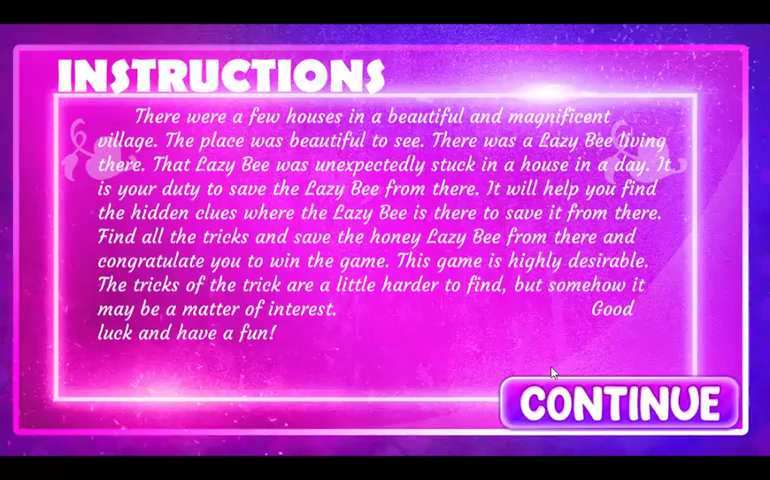 INSTRUCTIONS
There were a few houses in a beautiful and magnificent
village. The place was beautiful to see. There was a Lazy Bee living
there. That Lazy Bee was unexpectedly stuck in a house in a day. It
is your duty to save the Lazy Bee from there. It will help you find
the hidden clues where the Lazy Bee is there to save it from there.
Find all the tricks and save the honey Lazy Bee from there and
congratulate you to win the game. This game is highly desirable.
The tricks of the trick are a little harder to find, but somehow it
may be a matter of interest. Good
luck and have a fun!
CONTINUE